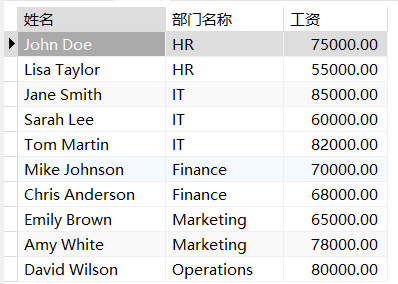 姓名 部门名称 工资
John Doe HR 75000.00
Lisa Taylor HR 55000.00
Jane Smith IT 85000.00
Sarah Lee IT 60000.00
Tom Martin IT 82000.00
Mike Johnson Finance 70000.00
Chris Anderson Finance 68000.00
Emily Brown Marketing 65000.00
Amy White Marketing 78000.00
David Wilson Operations 80000.00